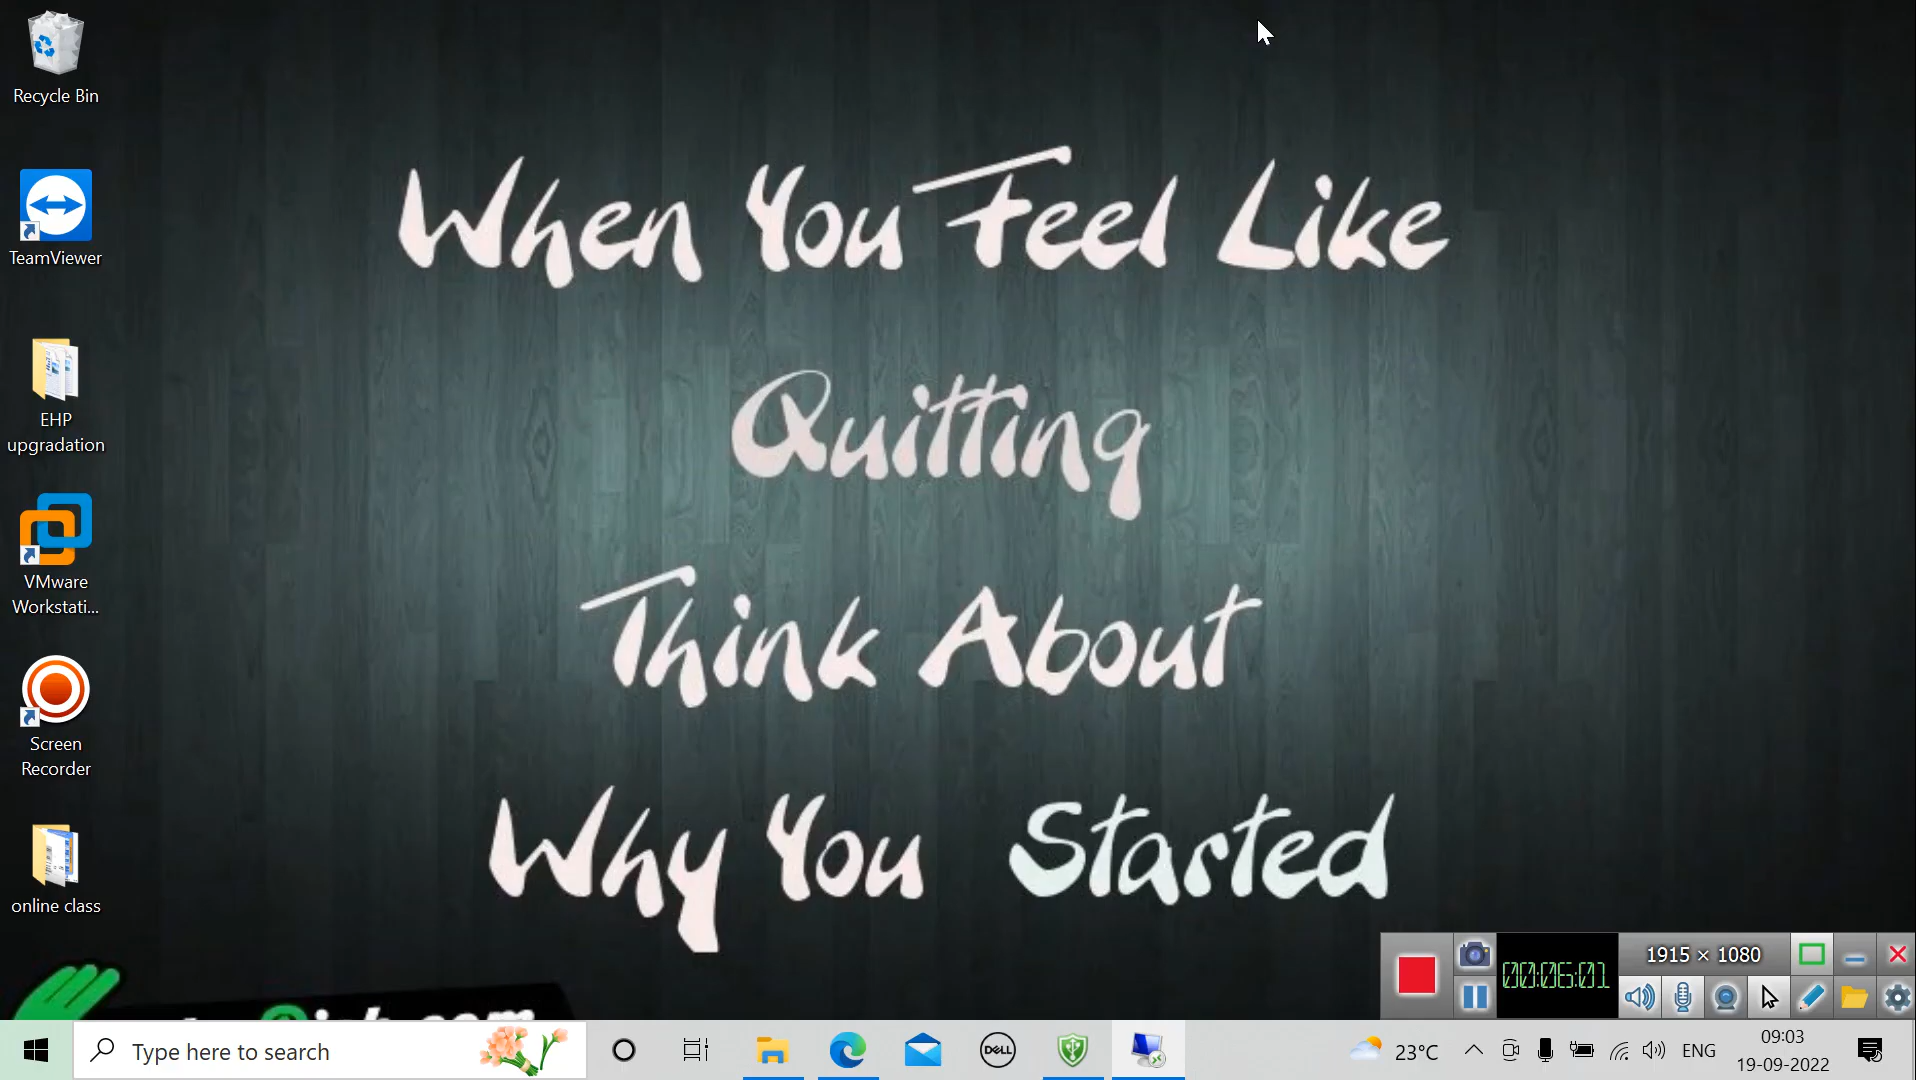 Recycle Bin
TeamViewer
EHP
upgradation
VMware
Workstati...
Screen
Recorder
online class
When You Feel Like
Quitting
Think About
Why You Started
00:06:01
1915 × 1080
Type here to search
DELL
23°C
ENG
09:03
19-09-2022